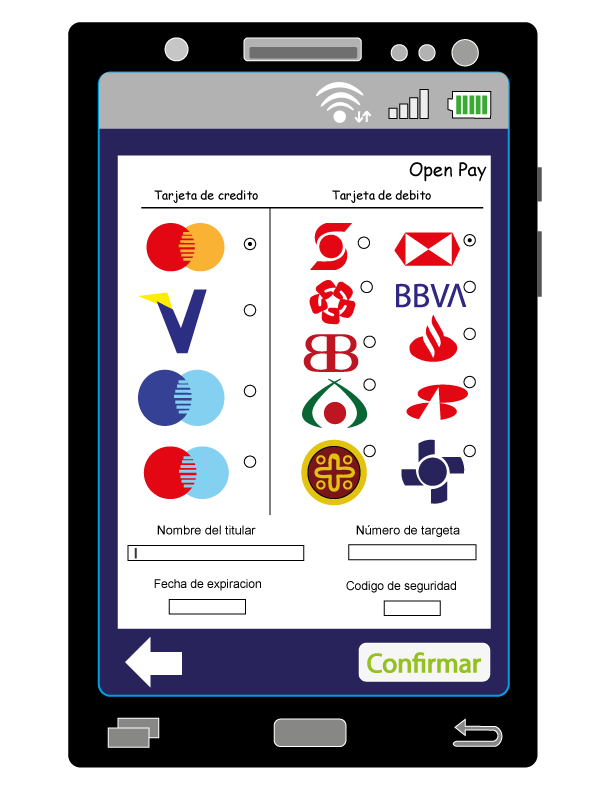 Open Pay
Tarjeta de credito
Tarjeta de debito
BBVA
Nombre del titular
Número de targeta
Fecha de expiracion
Codigo de seguridad
Confirmar